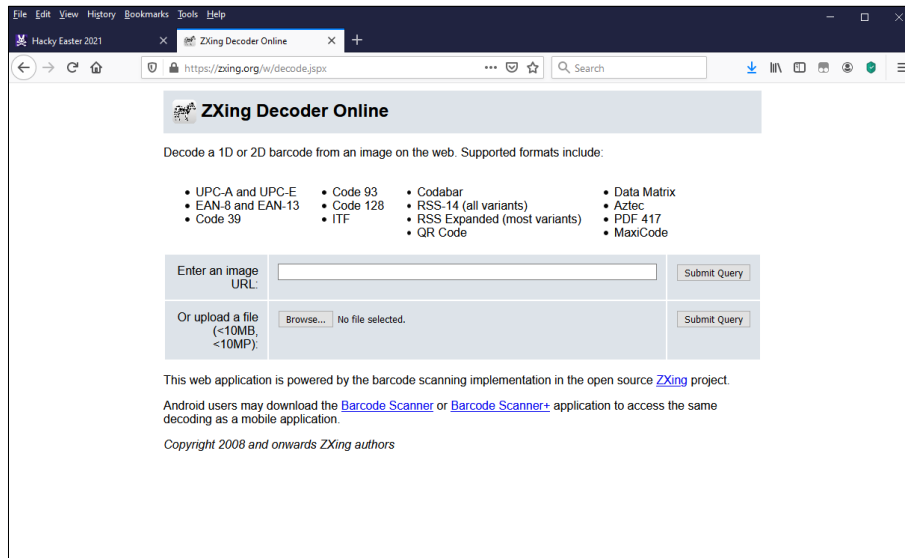 File Edit View History Bookmarks Tools Help
Hacky Easter 2021
ZXing Decoder Online
https://zxing.org/w/decode.jspx
Search
ZXing Decoder Online
Decode a 1D or 2D barcode from an image on the web. Supported formats include:
• UPC-A and UPC-E
• EAN-8 and EAN-13
• Code 39
• Code 93
• Code 128
• ITF
• Codabar
• RSS-14 (all variants)
• RSS Expanded (most variants)
• QR Code
• Data Matrix
• Aztec
• PDF 417
• MaxiCode
Enter an image
URL:
Submit Query
Or upload a file
(<10MB,
<10MP):
Browse... No file selected.
Submit Query
This web application is powered by the barcode scanning implementation in the open source ZXing project.
Android users may download the Barcode Scanner or Barcode Scanner+ application to access the same
decoding as a mobile application.
Copyright 2008 and onwards ZXing authors